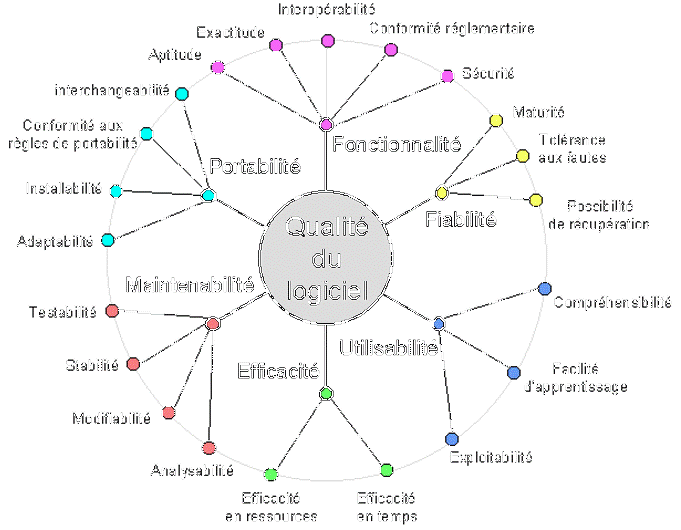 Interopérabilité
Exactitude
Conformité réglementaire
Aptitude
Sécurité
interchangeabilité
Maturité
Conformité aux
règles de portabilité
Fonctionnalité
Tolérance
aux fautes
Portabilité
Installabilité
Fiabilité
Possibilité
de récupération
Qualité
du
logiciel
Adaptabilité
Maintenabilité
Compréhensibilité
Testabilité
Utilisabilité
Stabilité
Efficacité
Facilité
d'apprentissage
Modifiabilité
Analysabilité
Exploitabilité
Efficacité
en ressources
Efficacité
en temps